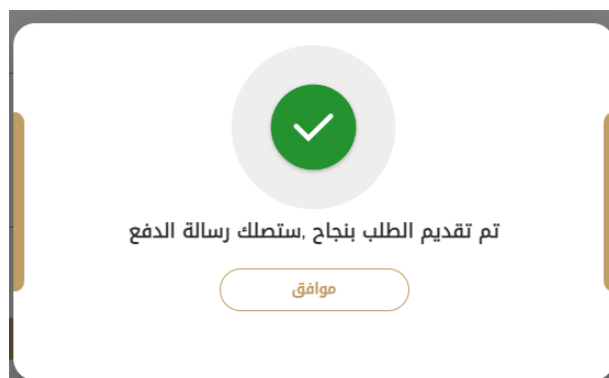 تم تقديم الطلب بنجاح ,ستصلك رسالة الدفع
موافق